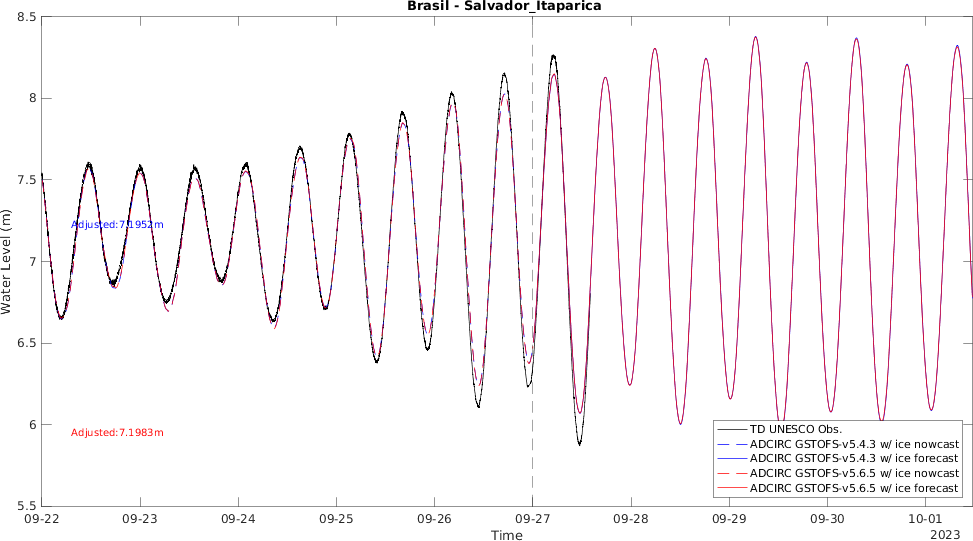 Brasil - Salvador_Itaparica
8.5
8
7.5
7
6.5
6
5.5
Water Level (m)
Adjusted:7.1952m
Adjusted:7.1983m
TD UNESCO Obs.
ADCIRC GSTOFS-v5.4.3 w/ ice nowcast
ADCIRC GSTOFS-v5.4.3 w/ ice forecast
ADCIRC GSTOFS-v5.6.5 w/ ice nowcast
ADCIRC GSTOFS-v5.6.5 w/ ice forecast
09-22 09-23 09-24 09-25 09-26 09-27 09-28 09-29 09-30 10-01
Time
2023